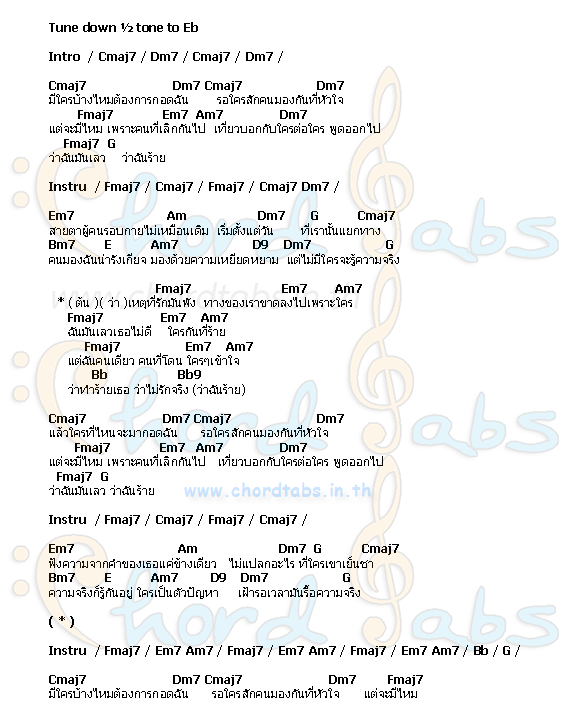 Tune down ½ tone to Eb
Intro / Cmaj7 / Dm7 / Cmaj7 / Dm7 /
Cmaj7 Dm7 Cmaj7 Dm7
มีใครบ้างไหมต้องการกอดฉัน รอใครสักคนมองกันที่หัวใจ
Fmaj7 Em7 Am7 Dm7
แต่จะมีไหม เพราะคนที่เลิกกันไป เที่ยวบอกกับใครต่อใคร พูดออกไป
Fmaj7 G
ว่าฉันมันเลว ว่าฉันร้าย
Instru / Fmaj7 / Cmaj7 / Fmaj7 / Cmaj7 Dm7 /
Em7 Am Dm7 G Cmaj7
สายตาผู้คนรอบกายไม่เหมือนเดิม เริ่มตั้งแต่วัน ที่เรานั้นแยกทาง
Bm7 E Am7 D9 Dm7 G
คนมองฉันน่ารังเกียจ มองด้วยความเหยียดหยาม แต่ไม่มีใครจะรู้ความจริง
Fmaj7 Em7 Am7
* ( ต้น )( ว่า )เหตุที่รักมันพัง ทางของเราขาดลงไปเพราะใคร
Fmaj7 Em7 Am7
ฉันมันเลวเธอไม่ดี ใครกันที่ร้าย
Fmaj7 Em7 Am7
แต่ฉันคนเดียว คนที่โดน ใครๆเข้าใจ
Bb Bb9
ว่าทำร้ายเธอ ว่าไม่รักจริง (ว่าฉันร้าย)
Cmaj7 Dm7 Cmaj7 Dm7
แล้วใครที่ไหนจะมากอดฉัน รอใครสักคนมองกันที่หัวใจ
Fmaj7 Em7 Am7 Dm7
แต่จะมีไหม เพราะคนที่เลิกกันไป เที่ยวบอกกับใครต่อใคร พูดออกไป
Fmaj7 G
ว่าฉันมันเลว ว่าฉันร้าย
www.chordtabs.in.th
Instru / Fmaj7 / Cmaj7 / Fmaj7 / Cmaj7 /
Em7 Am Dm7 G Cmaj7
ฟังความจากคำของเธอแค่ข้างเดียว ไม่แปลกอะไร ที่ใครเขาเย็นชา
Bm7 E Am7 D9 Dm7 G
ความจริงก็รู้กันอยู่ ใครเป็นตัวปัญหา เฝ้ารอเวลามันรื้อความจริง
( * )
Instru / Fmaj7 / Em7 Am7 / Fmaj7 / Em7 Am7 / Fmaj7 / Em7 Am7 / Bb / G /
Cmaj7 Dm7 Cmaj7 Dm7 Fmaj7
มีใครบ้างไหมต้องการกอดฉัน รอใครสักคนมองกันที่หัวใจ แต่จะมีไหม